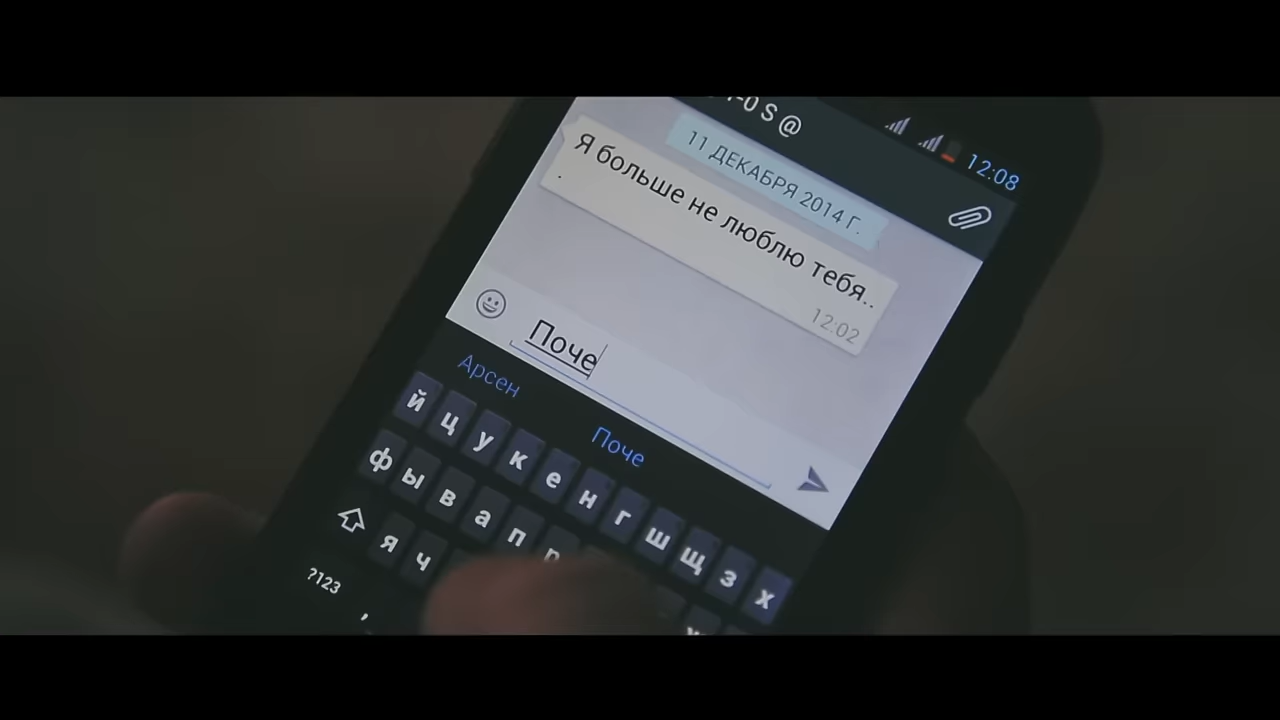 S @
12:08
11 ДЕКАБРЯ 2014 Г.
Я больше не люблю тебя..
.
12:02
Поче
Арсен Поче
й ц у к е н г ш щ з х
ф ы в а п р
я ч
?123 ,